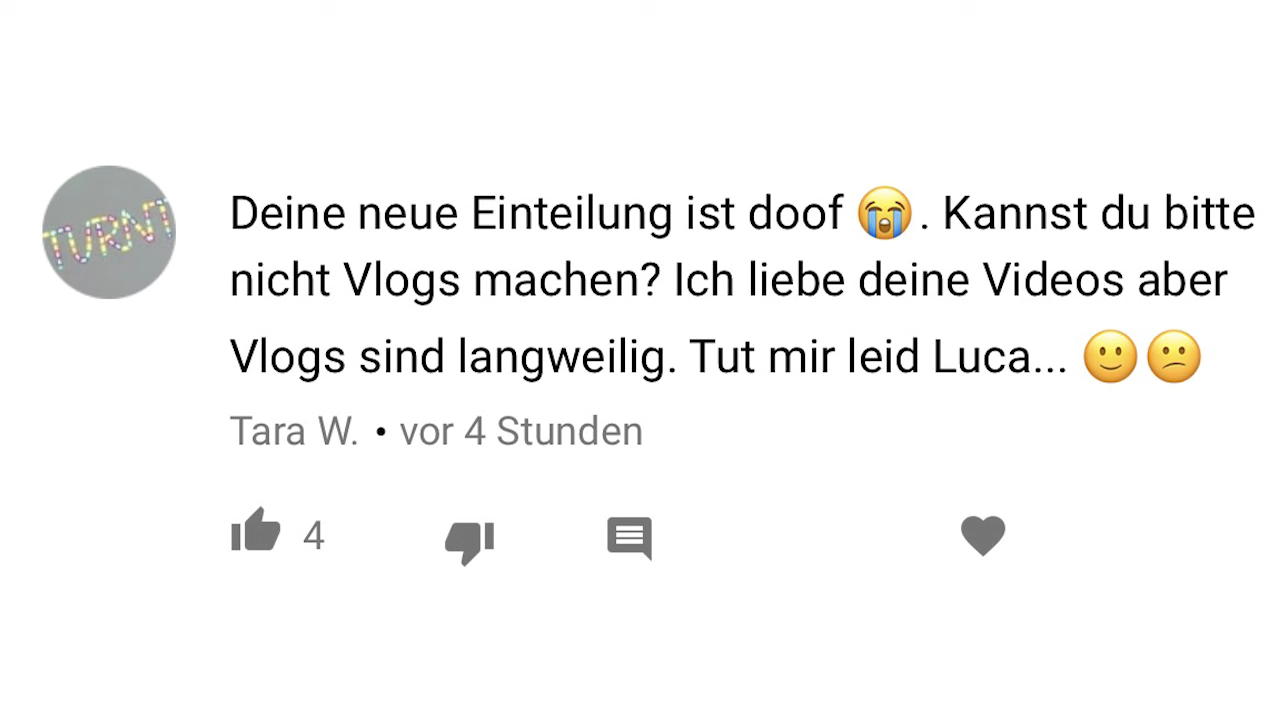 TURNT
Deine neue Einteilung ist doof 😭. Kannst du bitte
nicht Vlogs machen? Ich liebe deine Videos aber
Vlogs sind langweilig. Tut mir leid Luca... 🙂😕
Tara W. • vor 4 Stunden
4